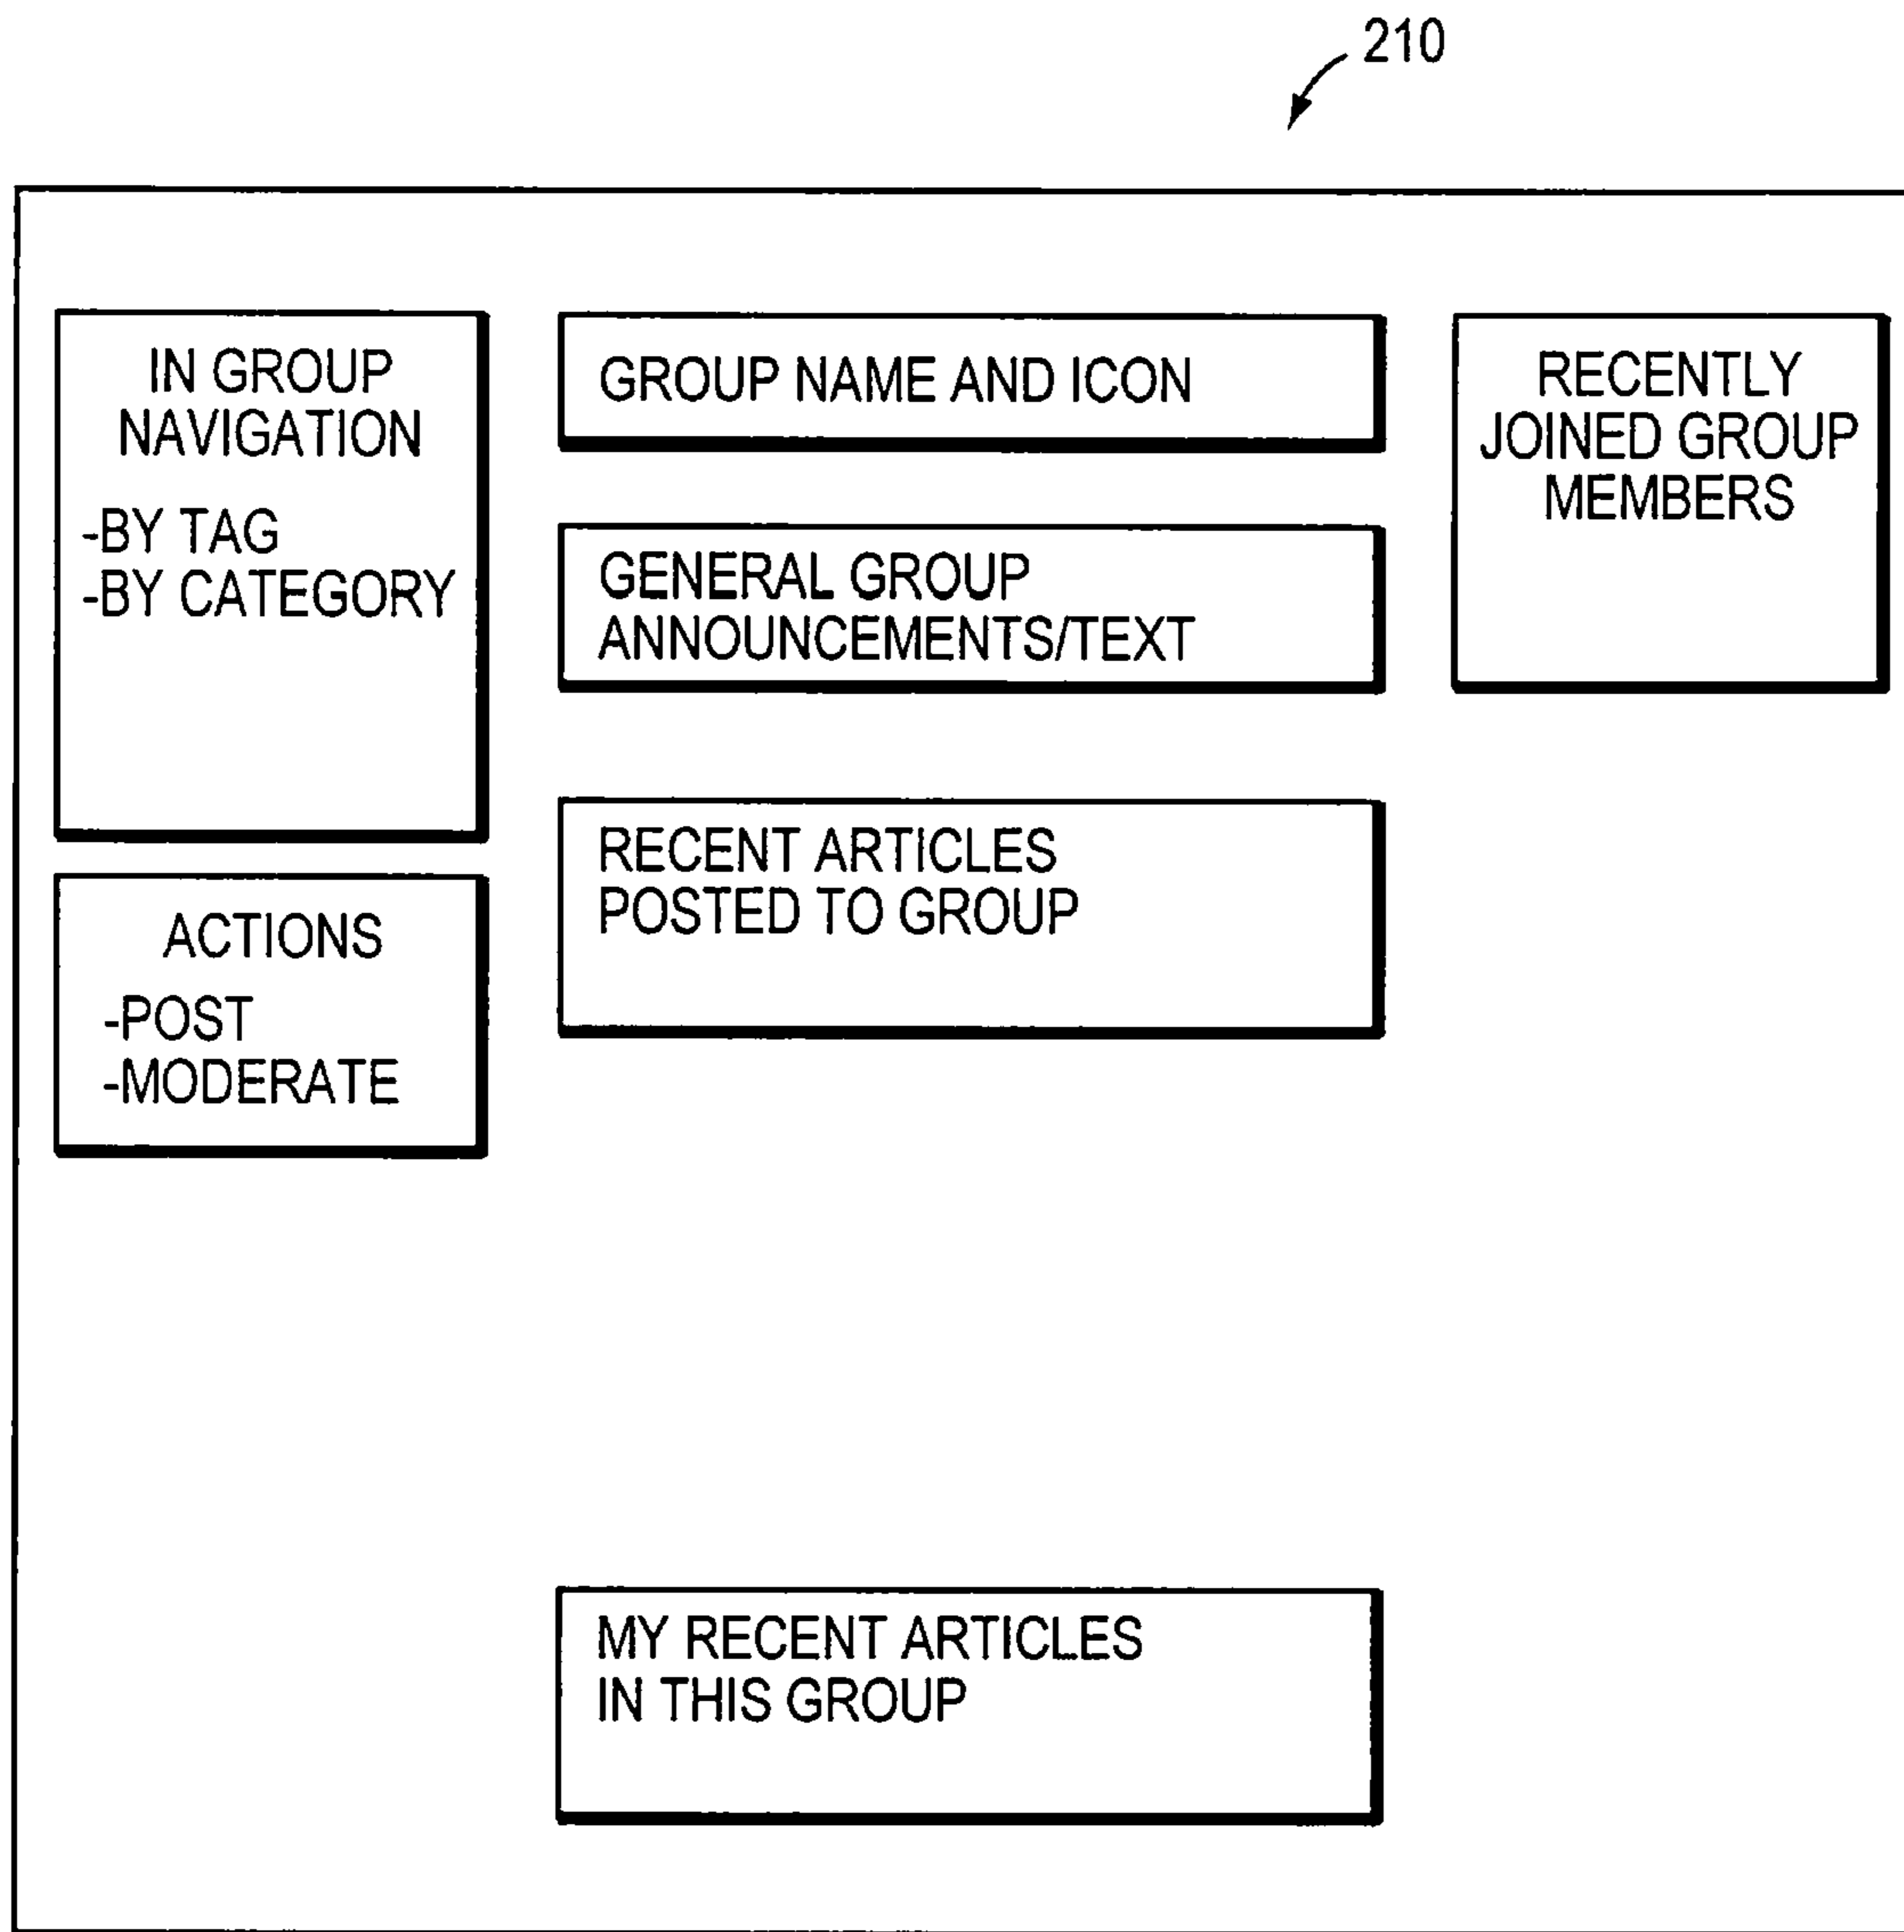 210
IN GROUP
NAVIGATION
-BY TAG
-BY CATEGORY
ACTIONS
-POST
-MODERATE
GROUP NAME AND ICON
GENERAL GROUP
ANNOUNCEMENTS/TEXT
RECENT ARTICLES
POSTED TO GROUP
MY RECENT ARTICLES
IN THIS GROUP
RECENTLY
JOINED GROUP
MEMBERS